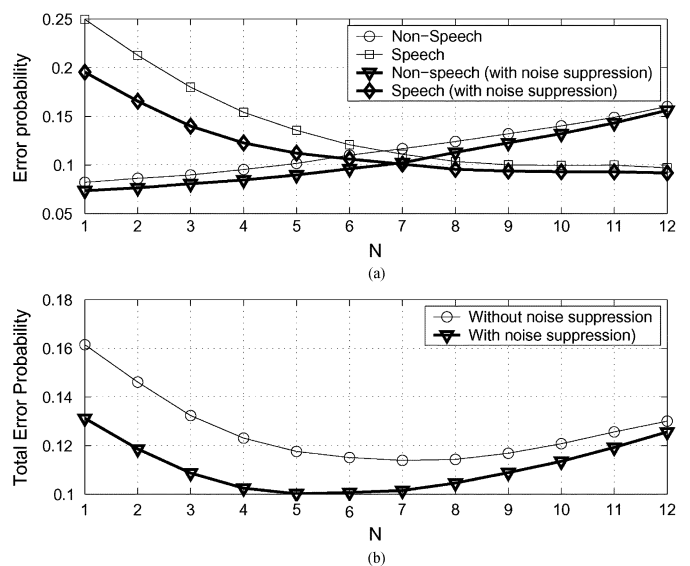 0.25
0.2
0.15
0.1
0.05
Error probability
Non-Speech
Speech
Non-speech (with noise suppression)
Speech (with noise suppression)
1 2 3 4 5 6 7 8 9 10 11 12
N
(a)
0.18
0.16
0.14
0.12
0.1
Total Error Probability
Without noise suppression
With noise suppression)
1 2 3 4 5 6 7 8 9 10 11 12
N
(b)